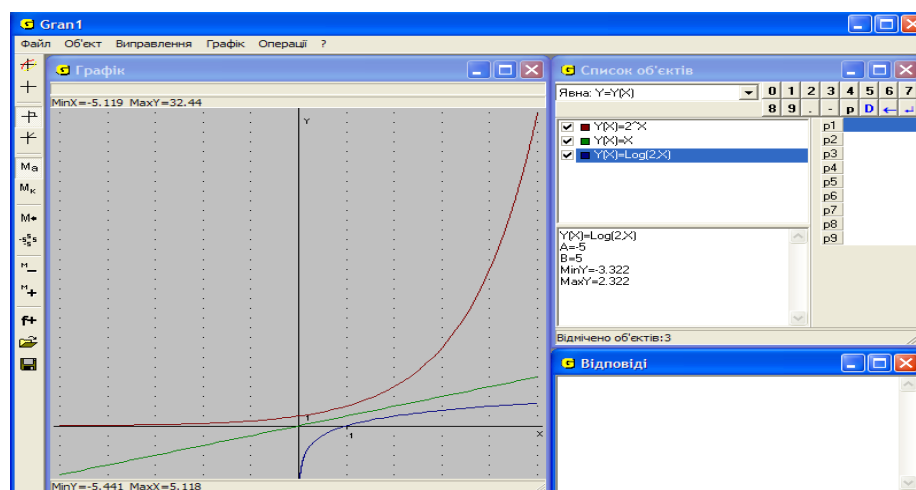 Gran1
Файл Об'єкт Виправлення Графік Операції ?
Графік
MinX=-5.119 MaxY=32.44
Y
1
1
X
MinY=-5.441 MaxX=5.118
Ма
Мк
М*
М
М
f+
Список об'єктів
Явна: Y=Y(X)
0 1 2 3 4 5 6 7
8 9 . - p D ← ↵
Y(X)=2^X
Y(X)=X
Y(X)=Log(2,X)
p1
p2
p3
p4
p5
p6
p7
p8
p9
Y(X)=Log(2,X)
A=-5
B=5
MinY=-3.322
MaxY=2.322
Відмічено об'єктів:3
Відповіді